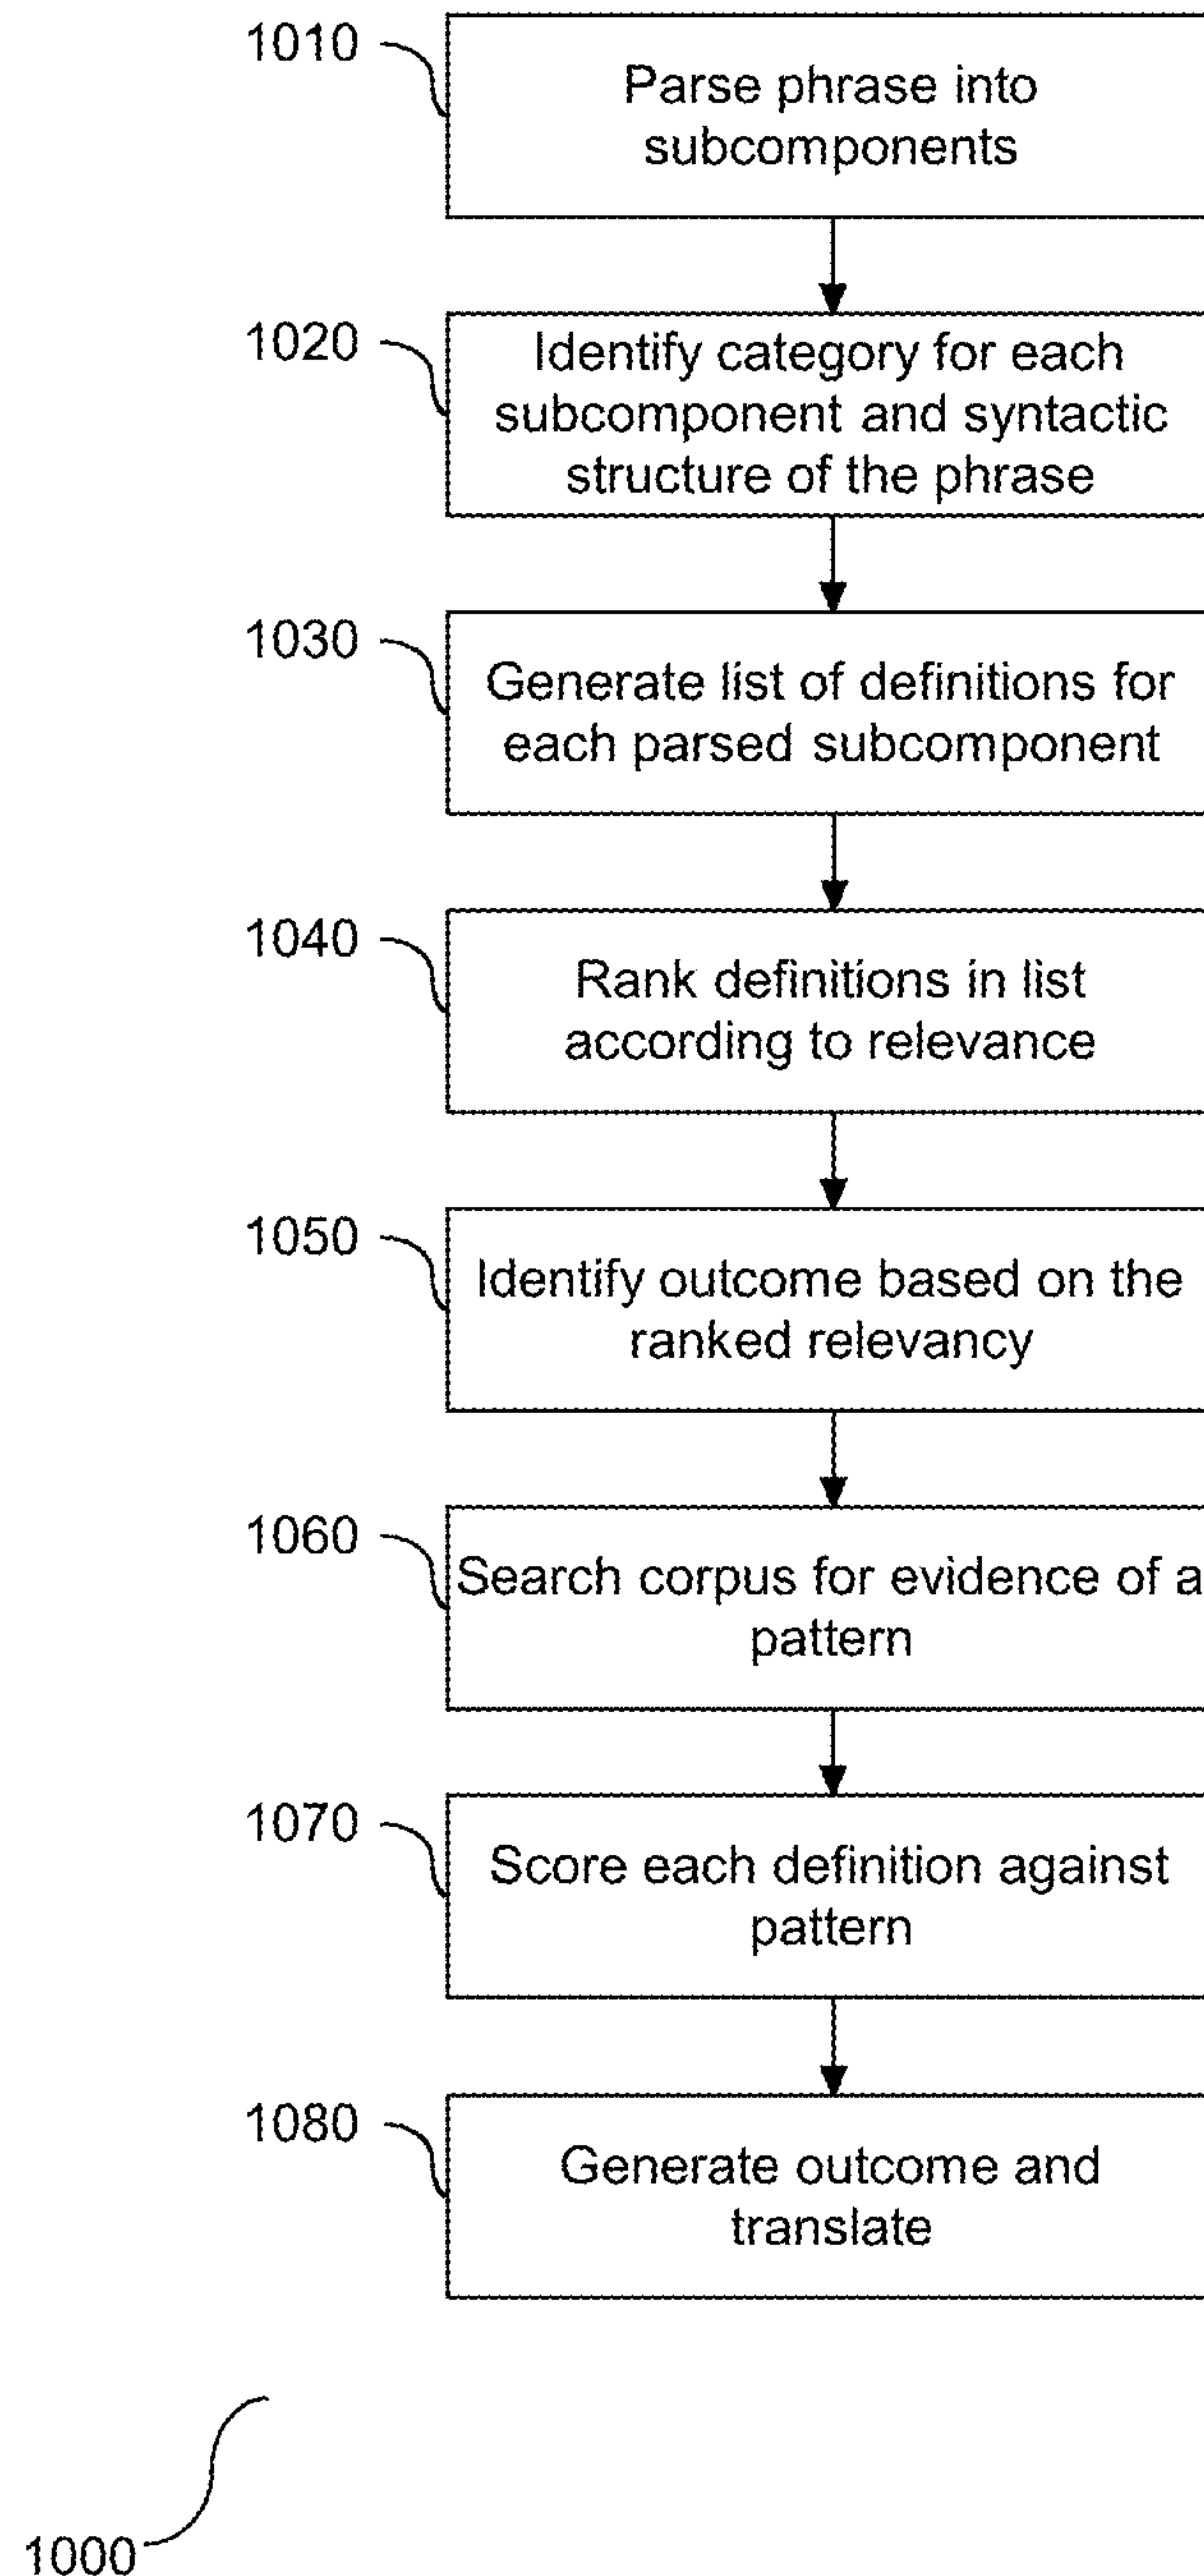 1010
Parse phrase into
subcomponents
1020
Identify category for each
subcomponent and syntactic
structure of the phrase
1030
Generate list of definitions for
each parsed subcomponent
1040
Rank definitions in list
according to relevance
1050
Identify outcome based on the
ranked relevancy
1060
Search corpus for evidence of a
pattern
1070
Score each definition against
pattern
1080
Generate outcome and
translate
1000